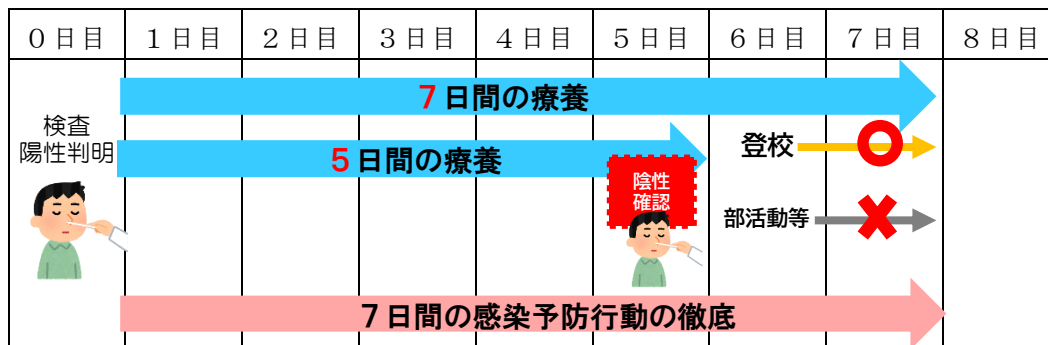 ０日目 １日目 ２日目 ３日目 ４日目 ５日目 ６日目 ７日目 ８日目
7日間の療養
検査
陽性判明
5日間の療養
登校
陰性
確認
部活動等
7日間の感染予防行動の徹底